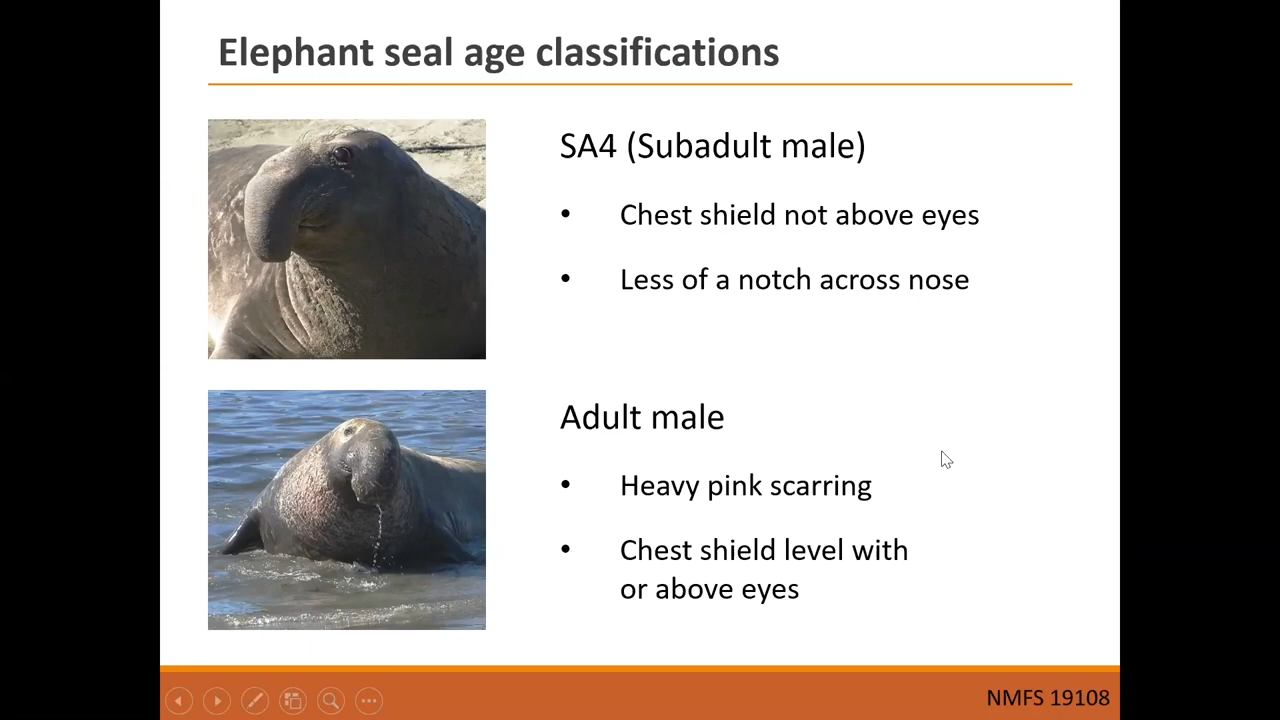 Elephant seal age classifications
SA4 (Subadult male)
• Chest shield not above eyes
• Less of a notch across nose
Adult male
• Heavy pink scarring
• Chest shield level with
or above eyes
NMFS 19108